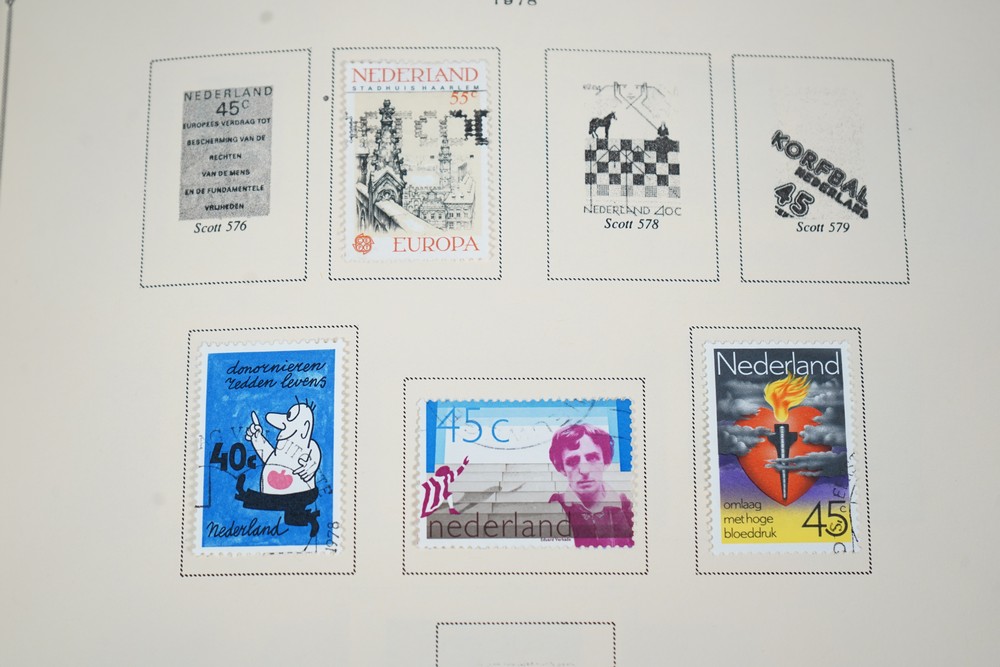 1978
NEDERLAND
45c
EUROPEES VERDRAG TOT
BESCHERMING VAN DE
RECHTEN
VAN DE MENS
EN DE FUNDAMENTELE
VRIJHEDEN
Scott 576
NEDERLAND
STADHUIS HAARLEM
55c
EUROPA
NEDERLAND 40C
Scott 578
KORFBAL
NEDERLAND
45
Scott 579
donornieren
redden levens
40c
Nederland
1978
45 c
nederland
Eduard Verkade
Nederland
omlaag
met hoge
bloeddruk
45c